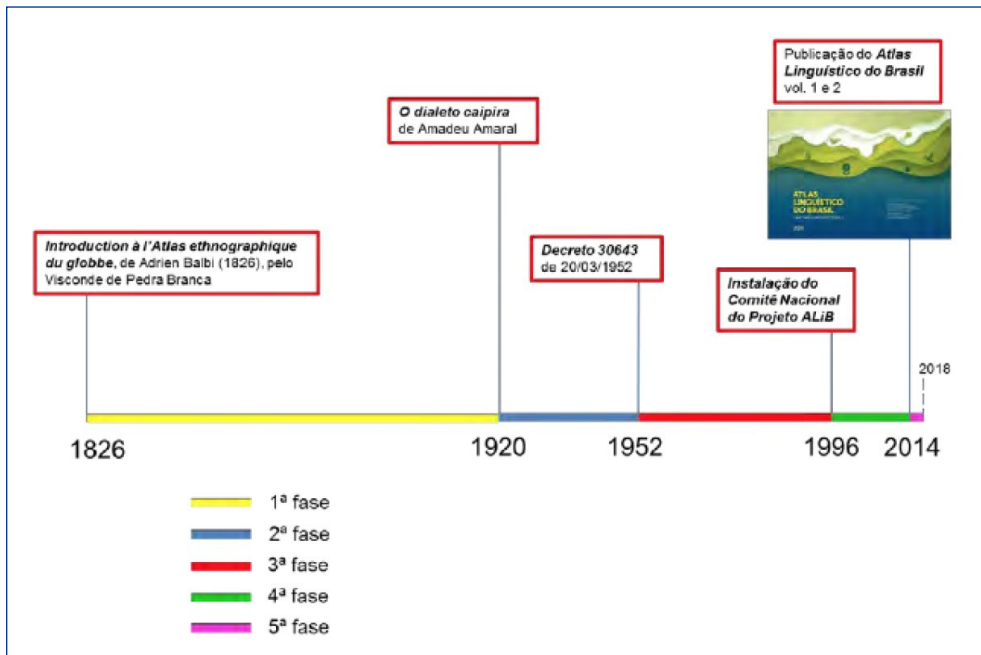 Publicação do Atlas
Linguístico do Brasil
vol. 1 e 2
O dialeto caipira
de Amadeu Amaral
ATLAS
LINGUÍSTICO
DO BRASIL
Introduction à l'Atlas ethnographique
du globbe, de Adrien Balbi (1826), pelo
Visconde de Pedra Branca
Decreto 30643
de 20/03/1952
Instalação do
Comitê Nacional
do Projeto ALiB
2018
1826
1920
1952
1996
2014
1ª fase
2ª fase
3ª fase
4ª fase
5ª fase